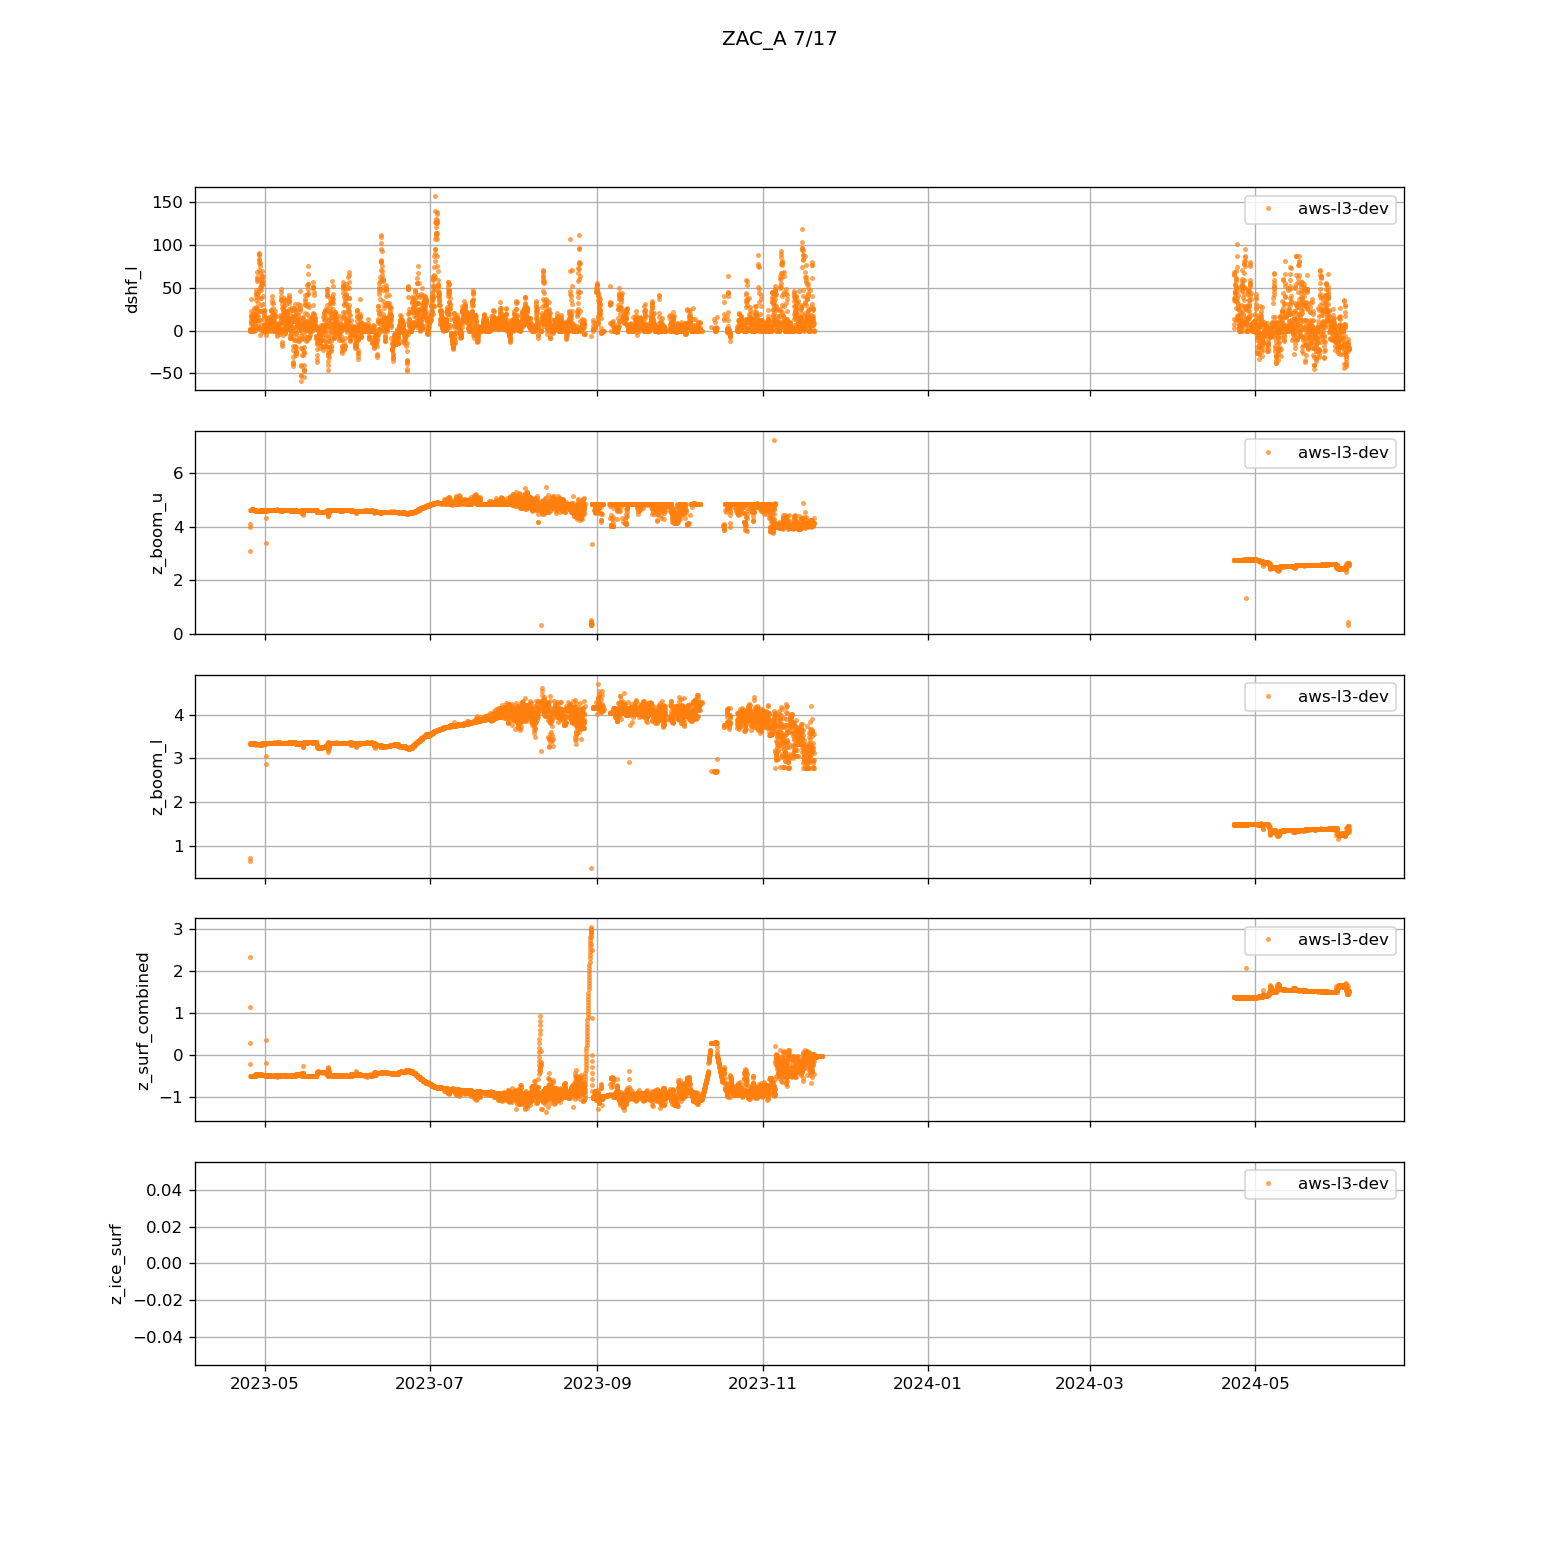 ZAC_A 7/17
dshf_l
150
100
50
0
−50
aws-l3-dev
z_boom_u
6
4
2
0
aws-l3-dev
z_boom_l
4
3
2
1
aws-l3-dev
z_surf_combined
3
2
1
0
−1
aws-l3-dev
z_ice_surf
0.04
0.02
0.00
−0.02
−0.04
aws-l3-dev
2023-05 2023-07 2023-09 2023-11 2024-01 2024-03 2024-05